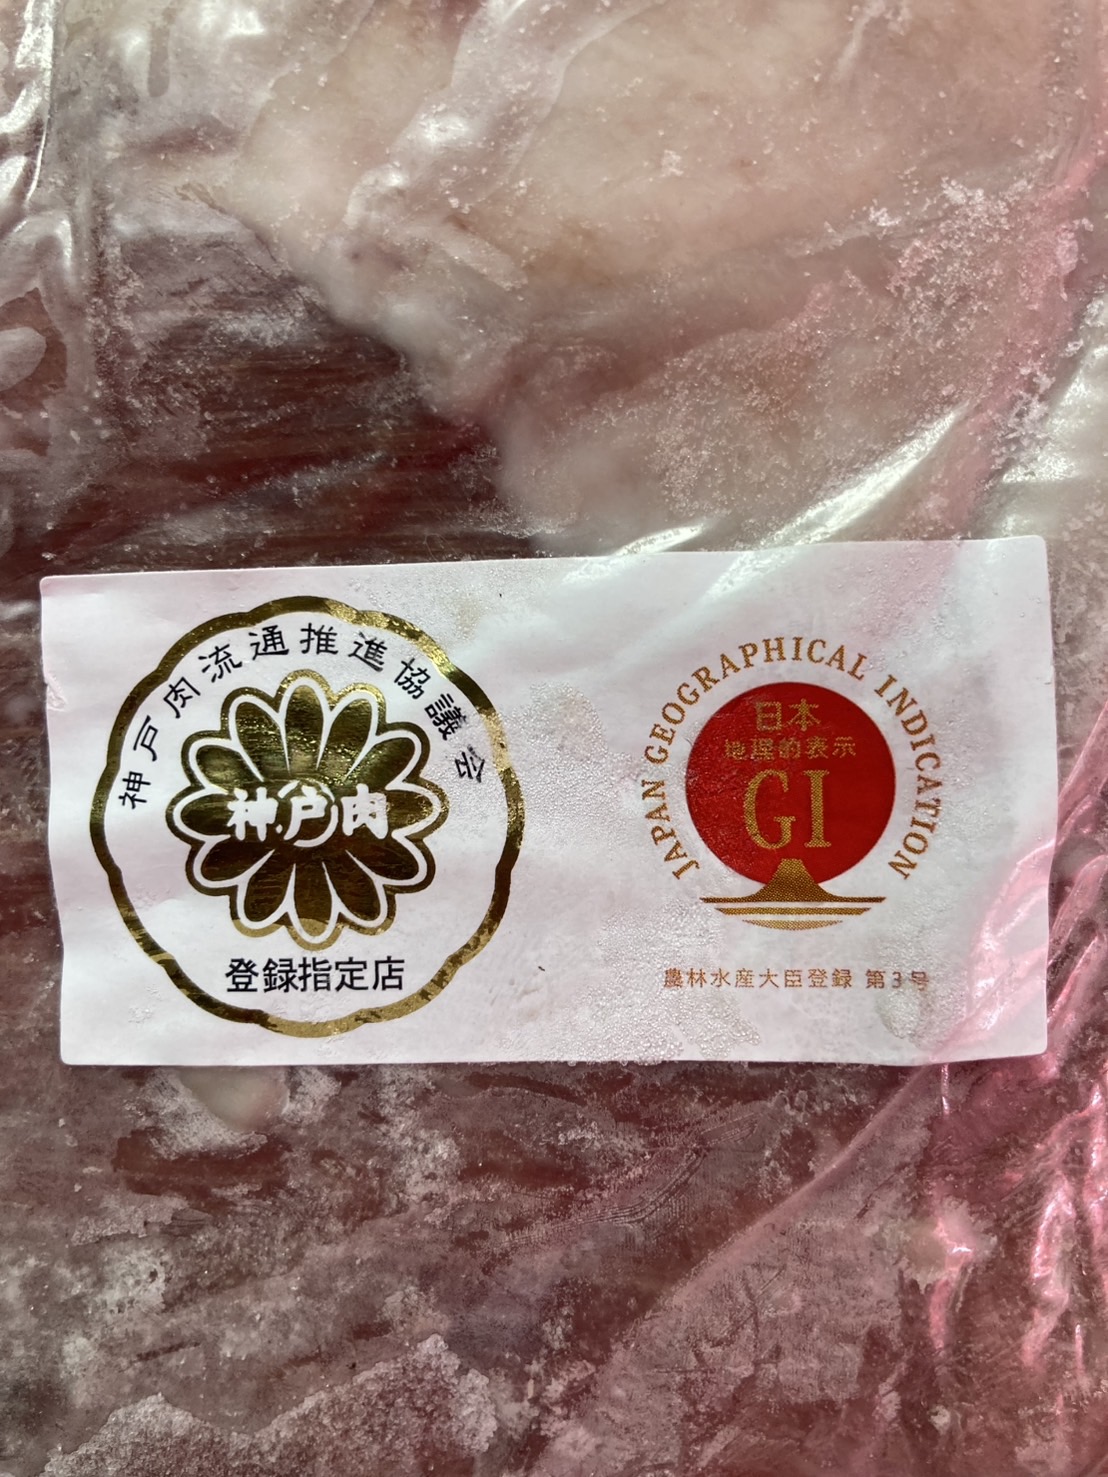 神戸肉流通推進協議会
神戸肉
登録指定店
JAPAN GEOGRAPHICAL INDICATION
日本
地理的表示
GI
農林水産大臣登録 第3号